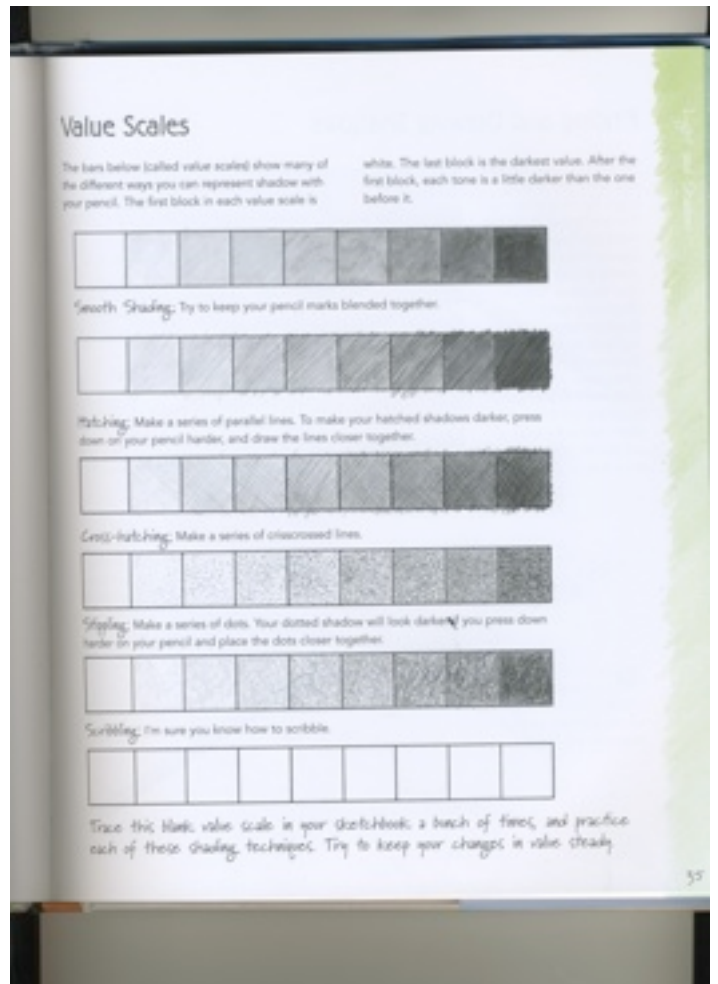 Value Scales
The bars below (called value scales) show many of
the different ways you can represent shadow with
your pencil. The first block in each value scale is
white. The last block is the darkest value. After the
first block, each tone is a little darker than the one
before it.
Smooth Shading: Try to keep your pencil marks blended together.
Hatching: Make a series of parallel lines. To make your hatched shadows darker, press
down on your pencil harder, and draw the lines closer together.
Cross-hatching: Make a series of crisscrossed lines.
Stippling: Make a series of dots. Your dotted shadow will look darker if you press down
harder on your pencil and place the dots closer together.
Scribbling: I'm sure you know how to scribble.
Trace this blank value scale in your sketchbook a bunch of times, and practice
each of these shading techniques. Try to keep your changes in value steady.
35